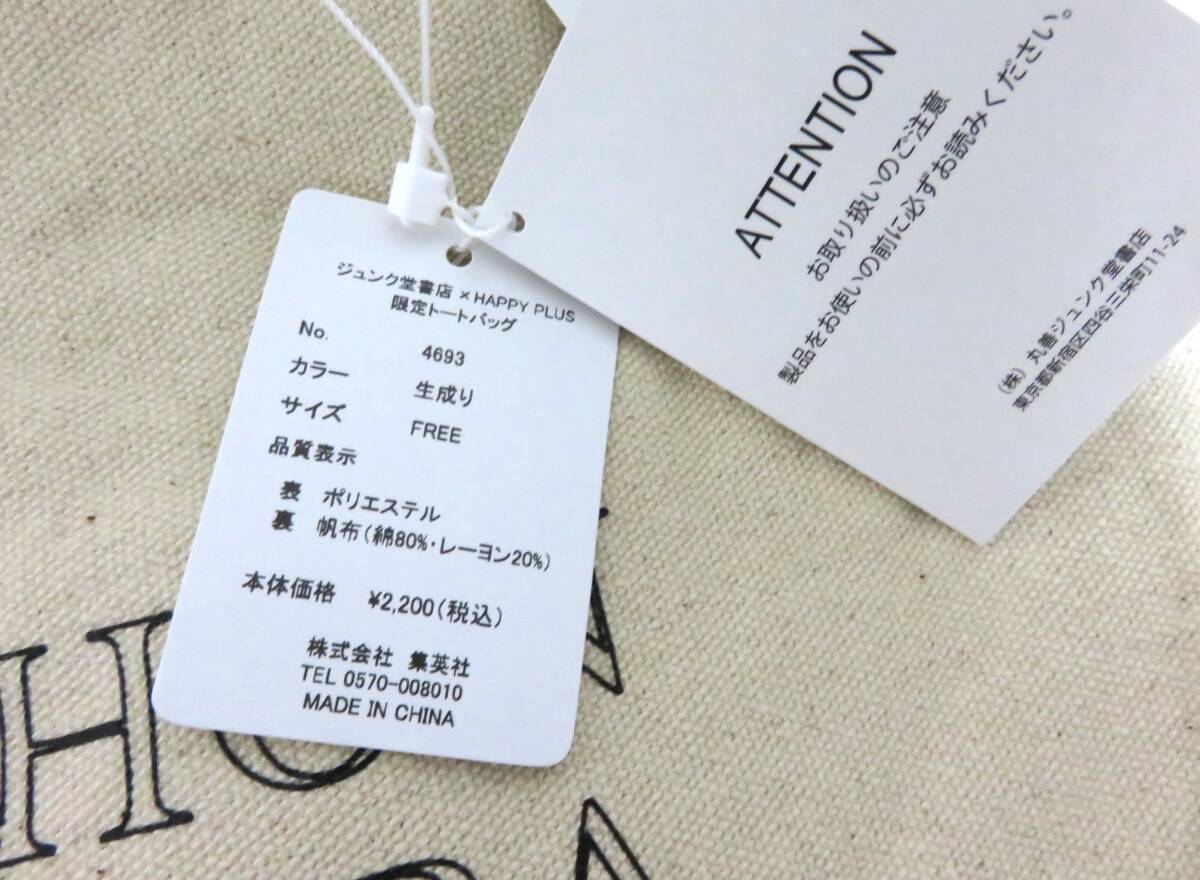 ジュンク堂書店 × HAPPY PLUS
限定トートバッグ
No. 4693
カラー 生成り
サイズ FREE
品質表示
表 ポリエステル
裏 帆布(綿80%・レーヨン20%)
本体価格 ¥2,200(税込)
株式会社 集英社
TEL 0570-008010
MADE IN CHINA
ATTENTION
お取り扱いのご注意
製品をお使いの前に必ずお読みください。
(株) 丸善ジュンク堂書店
東京都新宿区四谷三栄町11-24